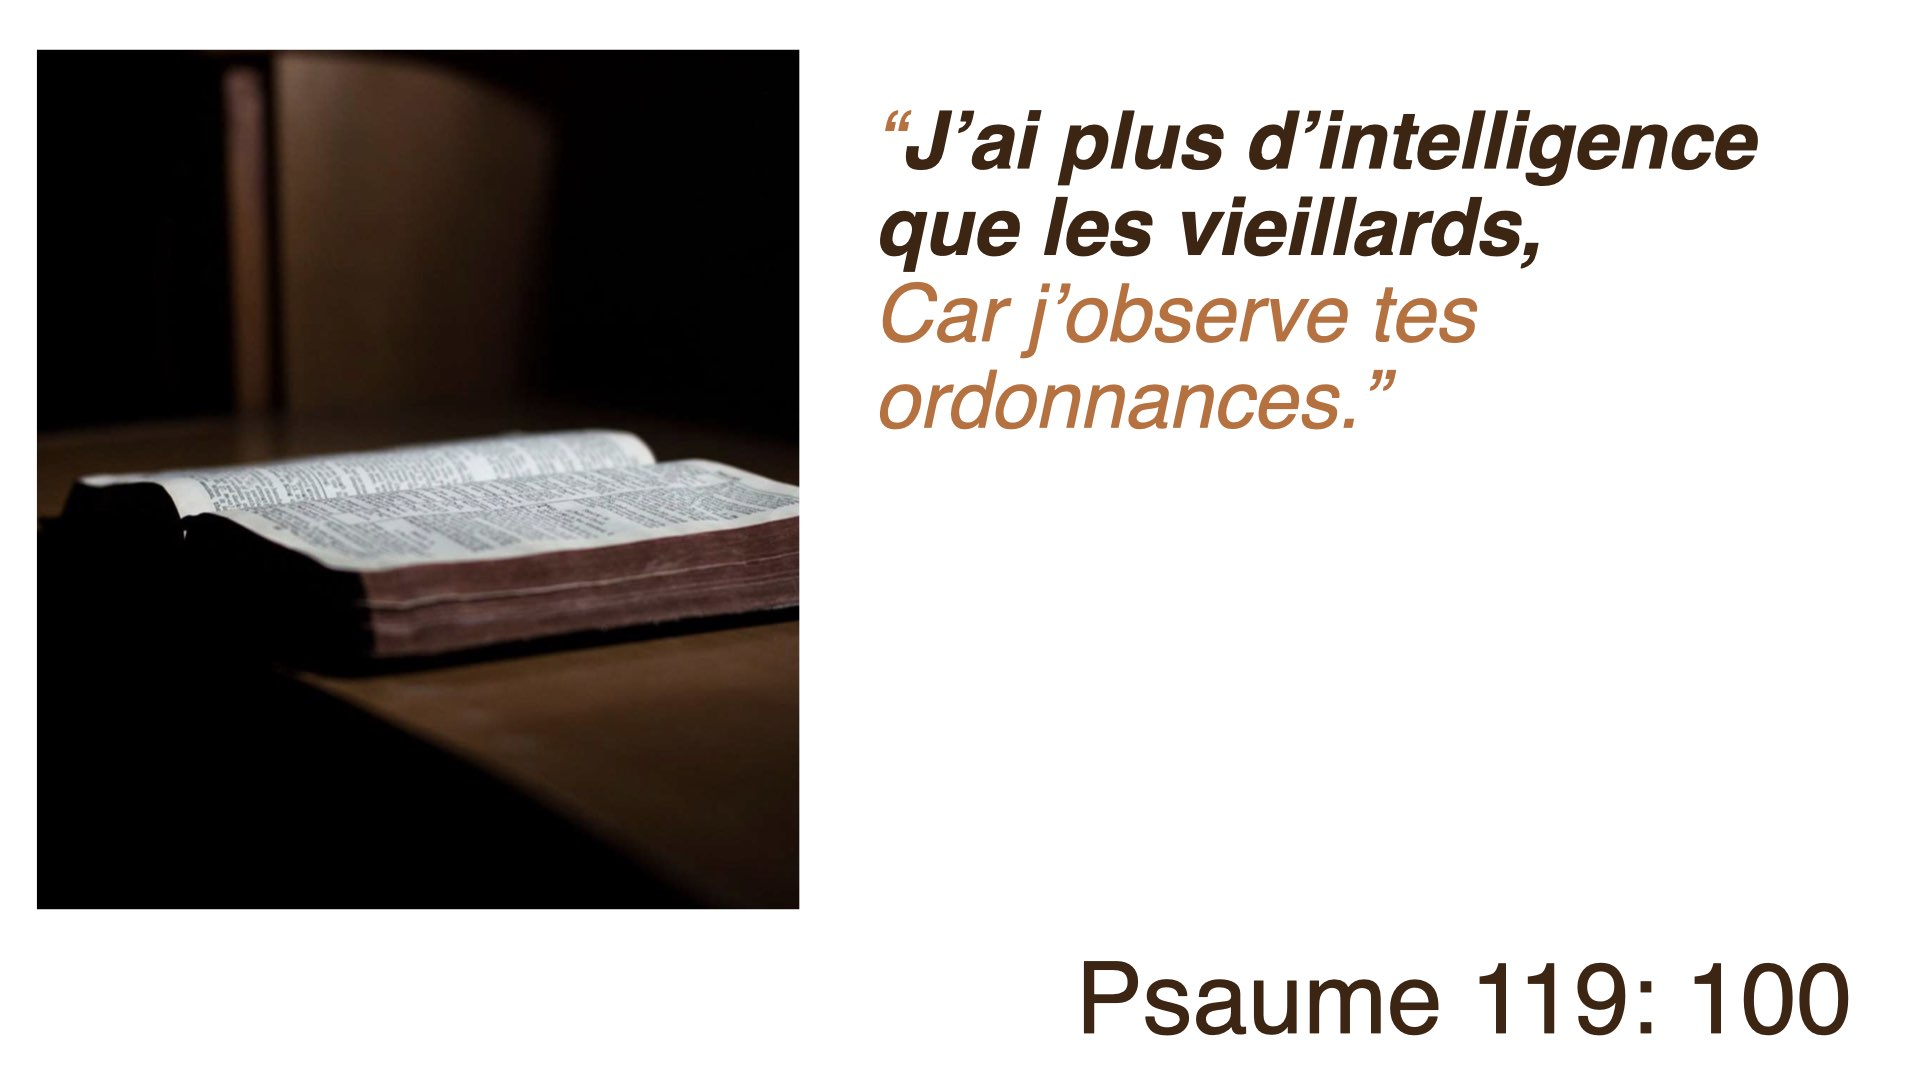 “J’ai plus d’intelligence
que les vieillards,
Car j’observe tes
ordonnances.”
Psaume 119: 100